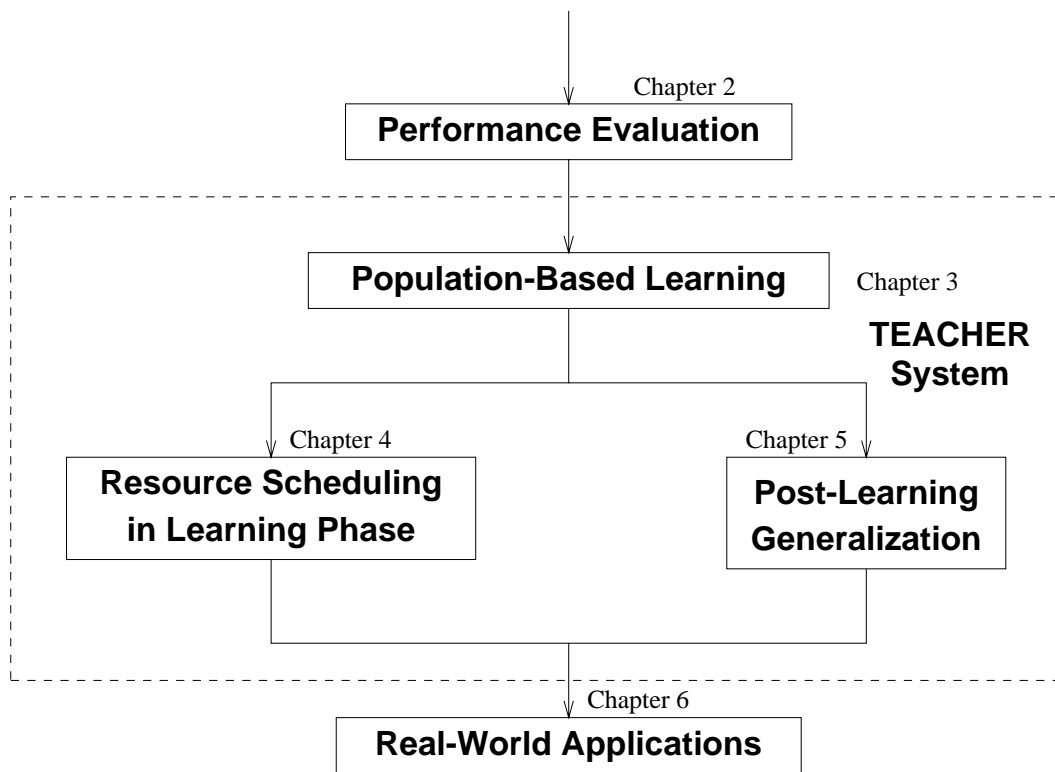 Chapter 2
Performance Evaluation
Population-Based Learning
Chapter 3
TEACHER
System
Chapter 4
Resource Scheduling
in Learning Phase
Chapter 5
Post-Learning
Generalization
Chapter 6
Real-World Applications